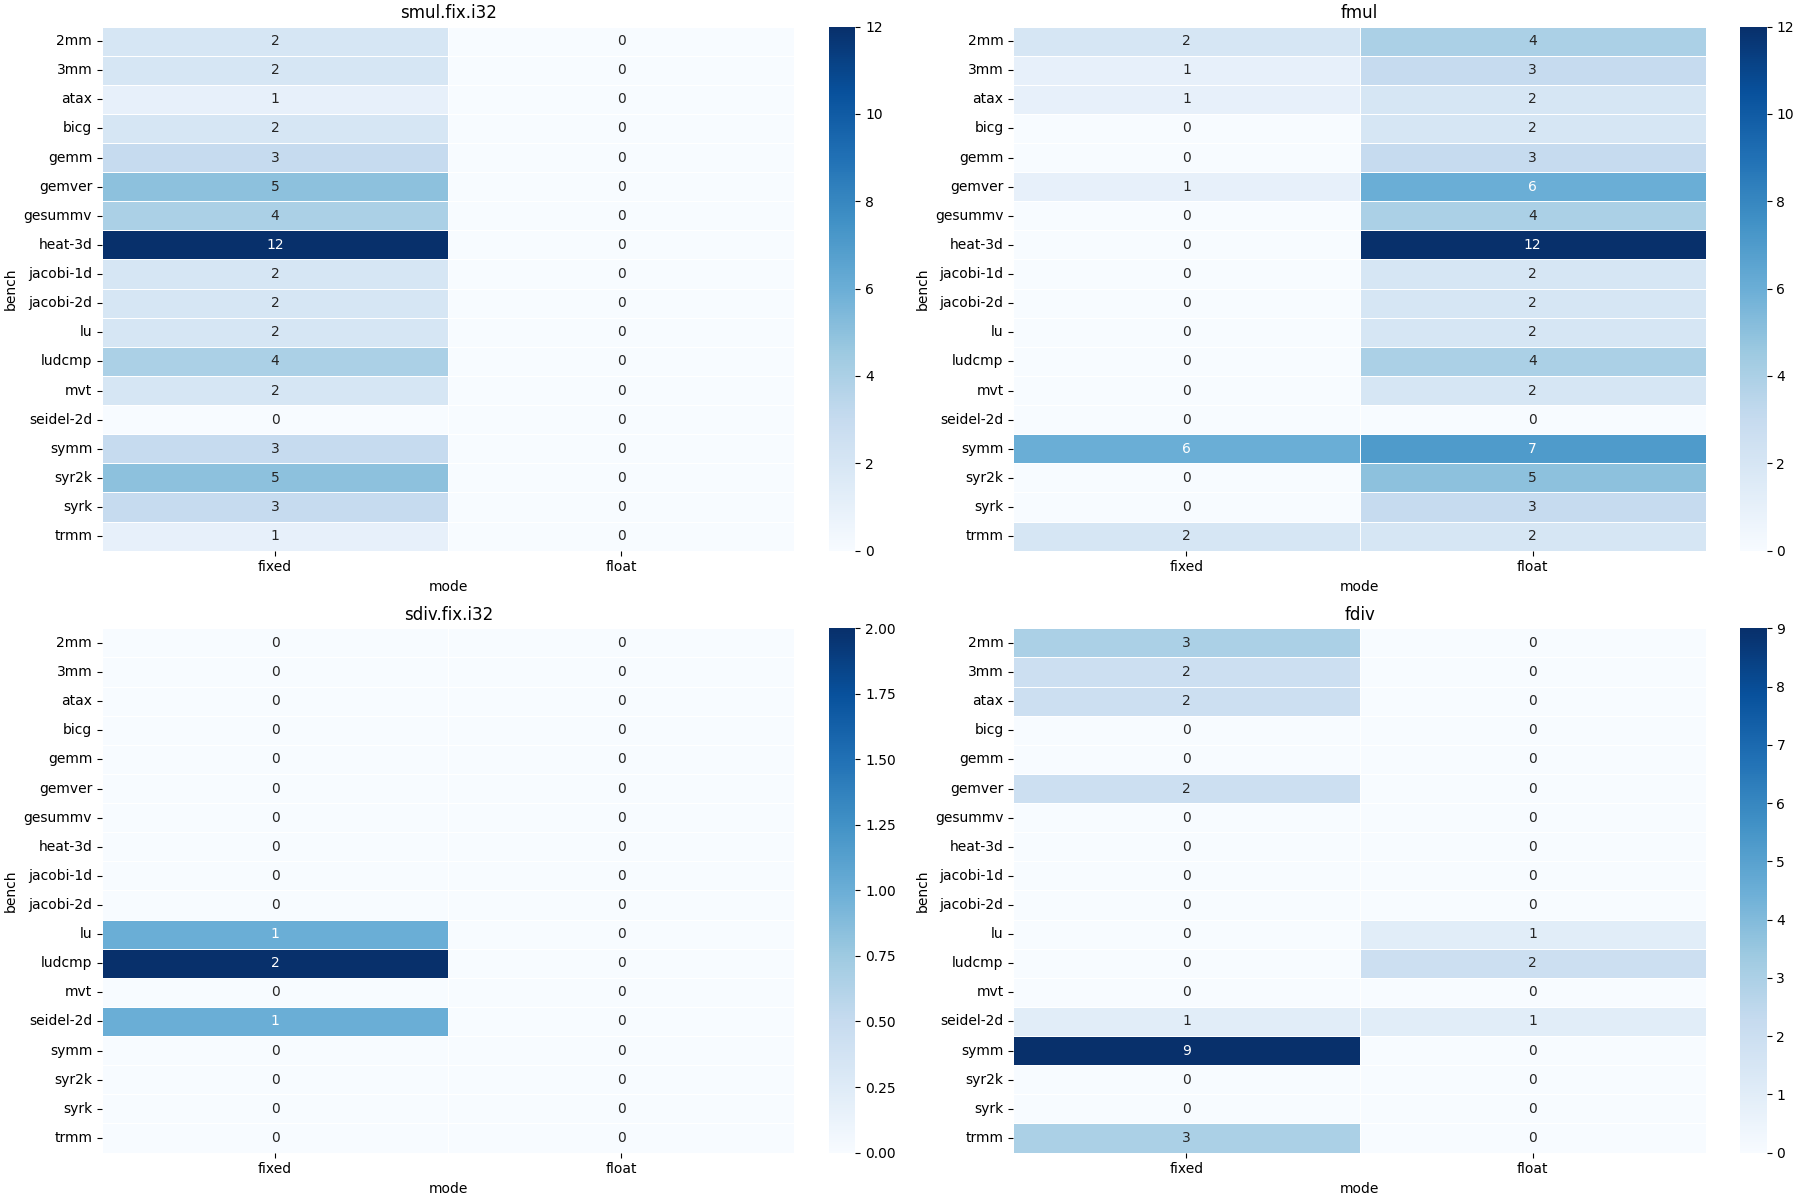 smul.fix.i32
bench
2mm 2 0
3mm 2 0
atax 1 0
bicg 2 0
gemm 3 0
gemver 5 0
gesummv 4 0
heat-3d 12 0
jacobi-1d 2 0
jacobi-2d 2 0
lu 2 0
ludcmp 4 0
mvt 2 0
seidel-2d 0 0
symm 3 0
syr2k 5 0
syrk 3 0
trmm 1 0
fixed float
mode
12
10
8
6
4
2
0
fmul
bench
2mm 2 4
3mm 1 3
atax 1 2
bicg 0 2
gemm 0 3
gemver 1 6
gesummv 0 4
heat-3d 0 12
jacobi-1d 0 2
jacobi-2d 0 2
lu 0 2
ludcmp 0 4
mvt 0 2
seidel-2d 0 0
symm 6 7
syr2k 0 5
syrk 0 3
trmm 2 2
fixed float
mode
12
10
8
6
4
2
0
sdiv.fix.i32
bench
2mm 0 0
3mm 0 0
atax 0 0
bicg 0 0
gemm 0 0
gemver 0 0
gesummv 0 0
heat-3d 0 0
jacobi-1d 0 0
jacobi-2d 0 0
lu 1 0
ludcmp 2 0
mvt 0 0
seidel-2d 1 0
symm 0 0
syr2k 0 0
syrk 0 0
trmm 0 0
fixed float
mode
2.00
1.75
1.50
1.25
1.00
0.75
0.50
0.25
0.00
fdiv
bench
2mm 3 0
3mm 2 0
atax 2 0
bicg 0 0
gemm 0 0
gemver 2 0
gesummv 0 0
heat-3d 0 0
jacobi-1d 0 0
jacobi-2d 0 0
lu 0 1
ludcmp 0 2
mvt 0 0
seidel-2d 1 1
symm 9 0
syr2k 0 0
syrk 0 0
trmm 3 0
fixed float
mode
9
8
7
6
5
4
3
2
1
0